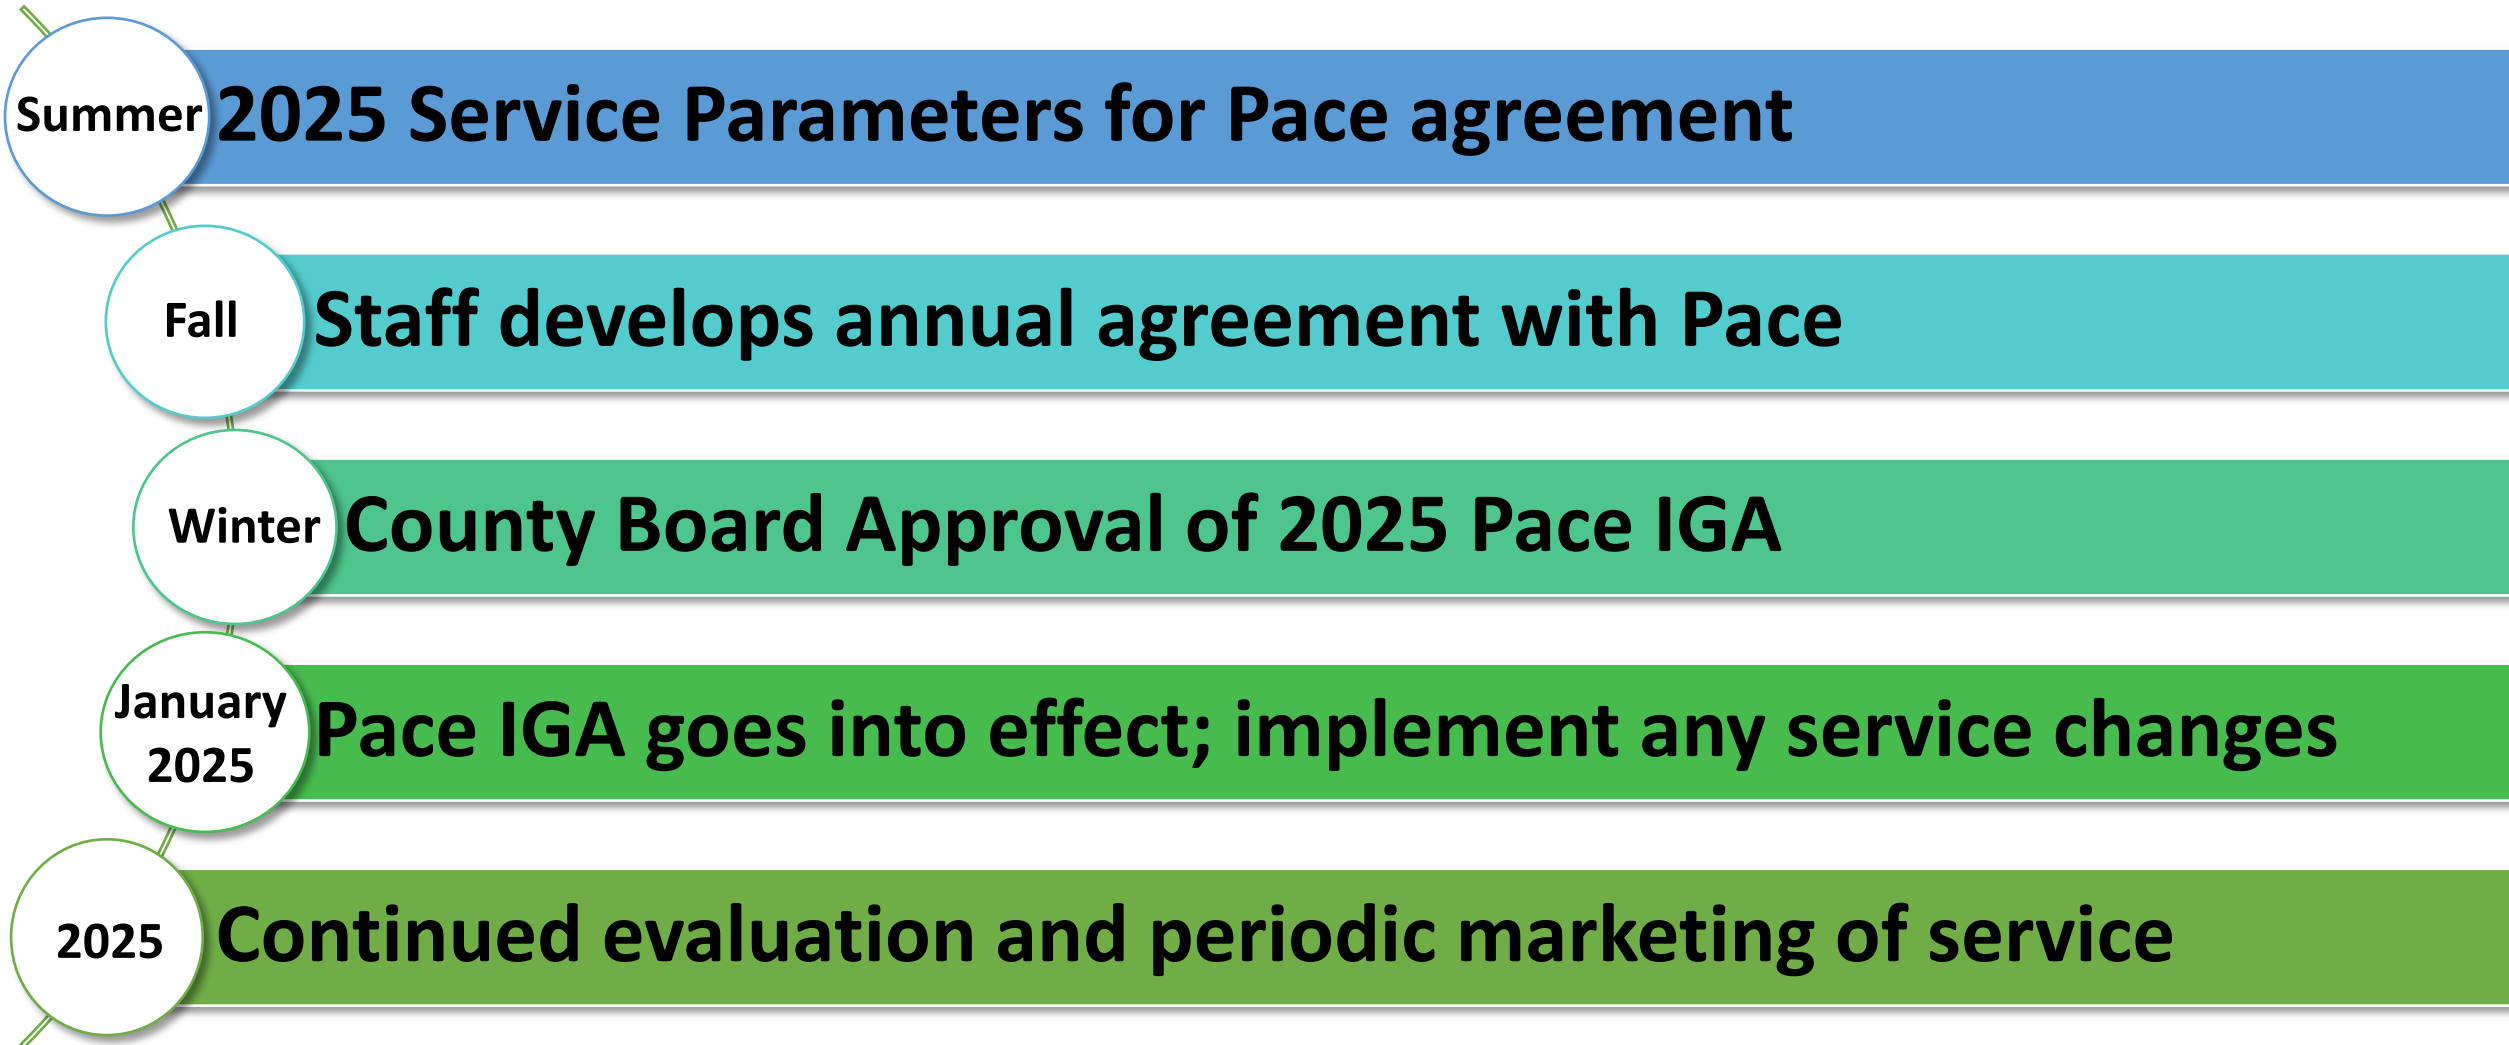 Summer
2025 Service Parameters for Pace agreement
Fall
Staff develops annual agreement with Pace
Winter
County Board Approval of 2025 Pace IGA
January
2025
Pace IGA goes into effect; implement any service changes
2025
Continued evaluation and periodic marketing of service